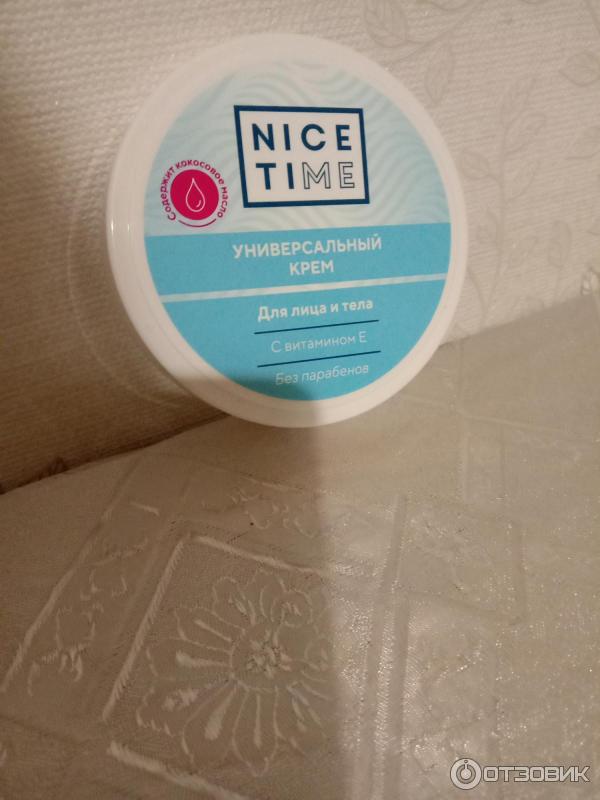 NICE
TIME
Содержит кокосовое масло
УНИВЕРСАЛЬНЫЙ
КРЕМ
Для лица и тела
С витамином Е
Без парабенов
ОТЗОВИК